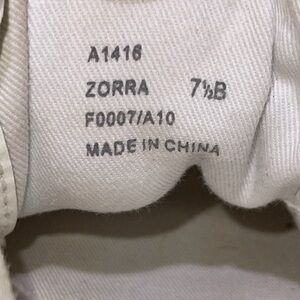 A1416
ZORRA 7½B
F0007/A10
MADE IN CHINA